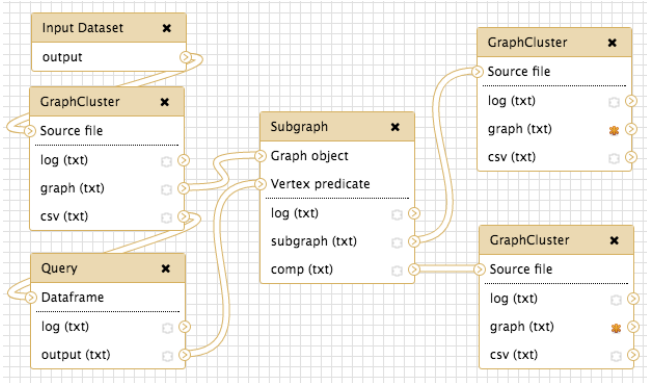 Input Dataset
output
GraphCluster
Source file
log (txt)
graph (txt)
csv (txt)
Query
Dataframe
log (txt)
output (txt)
Subgraph
Graph object
Vertex predicate
log (txt)
subgraph (txt)
comp (txt)
GraphCluster
Source file
log (txt)
graph (txt)
csv (txt)
GraphCluster
Source file
log (txt)
graph (txt)
csv (txt)